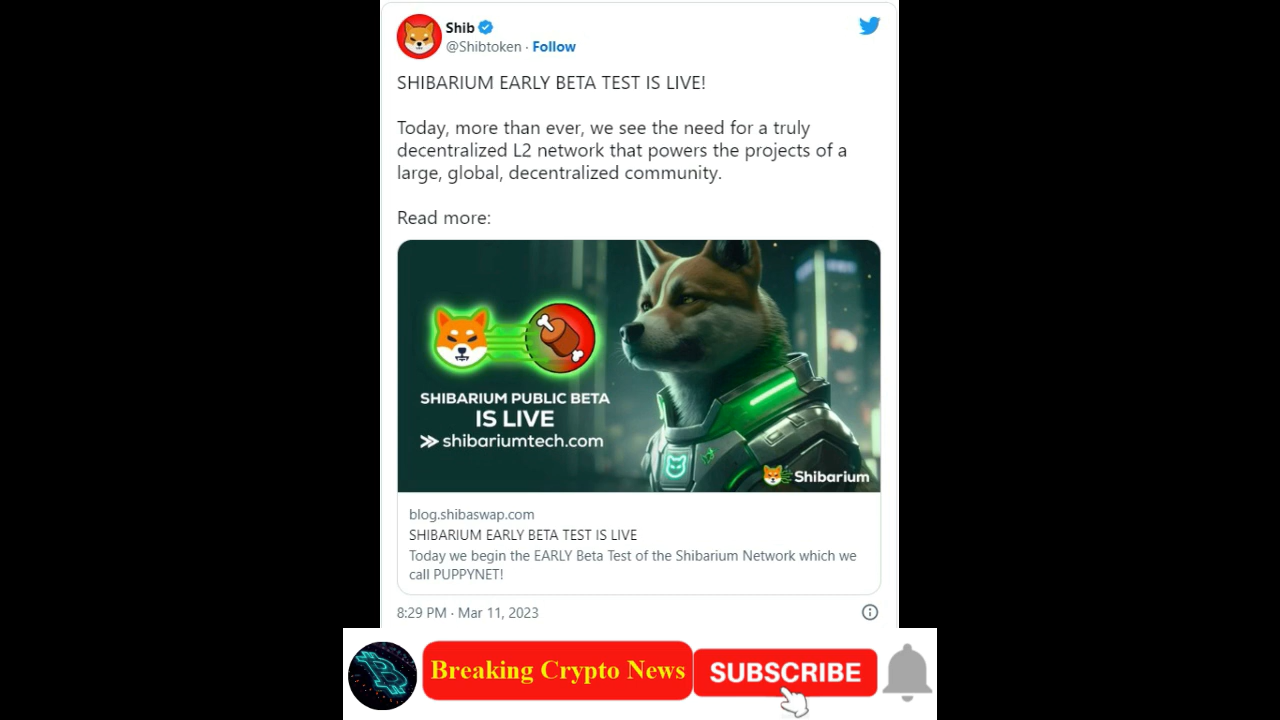 Shib
@Shibtoken · Follow
SHIBARIUM EARLY BETA TEST IS LIVE!
Today, more than ever, we see the need for a truly
decentralized L2 network that powers the projects of a
large, global, decentralized community.
Read more:
SHIBARIUM PUBLIC BETA
IS LIVE
>> shibariumtech.com
Shibarium
blog.shibaswap.com
SHIBARIUM EARLY BETA TEST IS LIVE
Today we begin the EARLY Beta Test of the Shibarium Network which we
call PUPPYNET!
8:29 PM · Mar 11, 2023
Breaking Crypto News
SUBSCRIBE